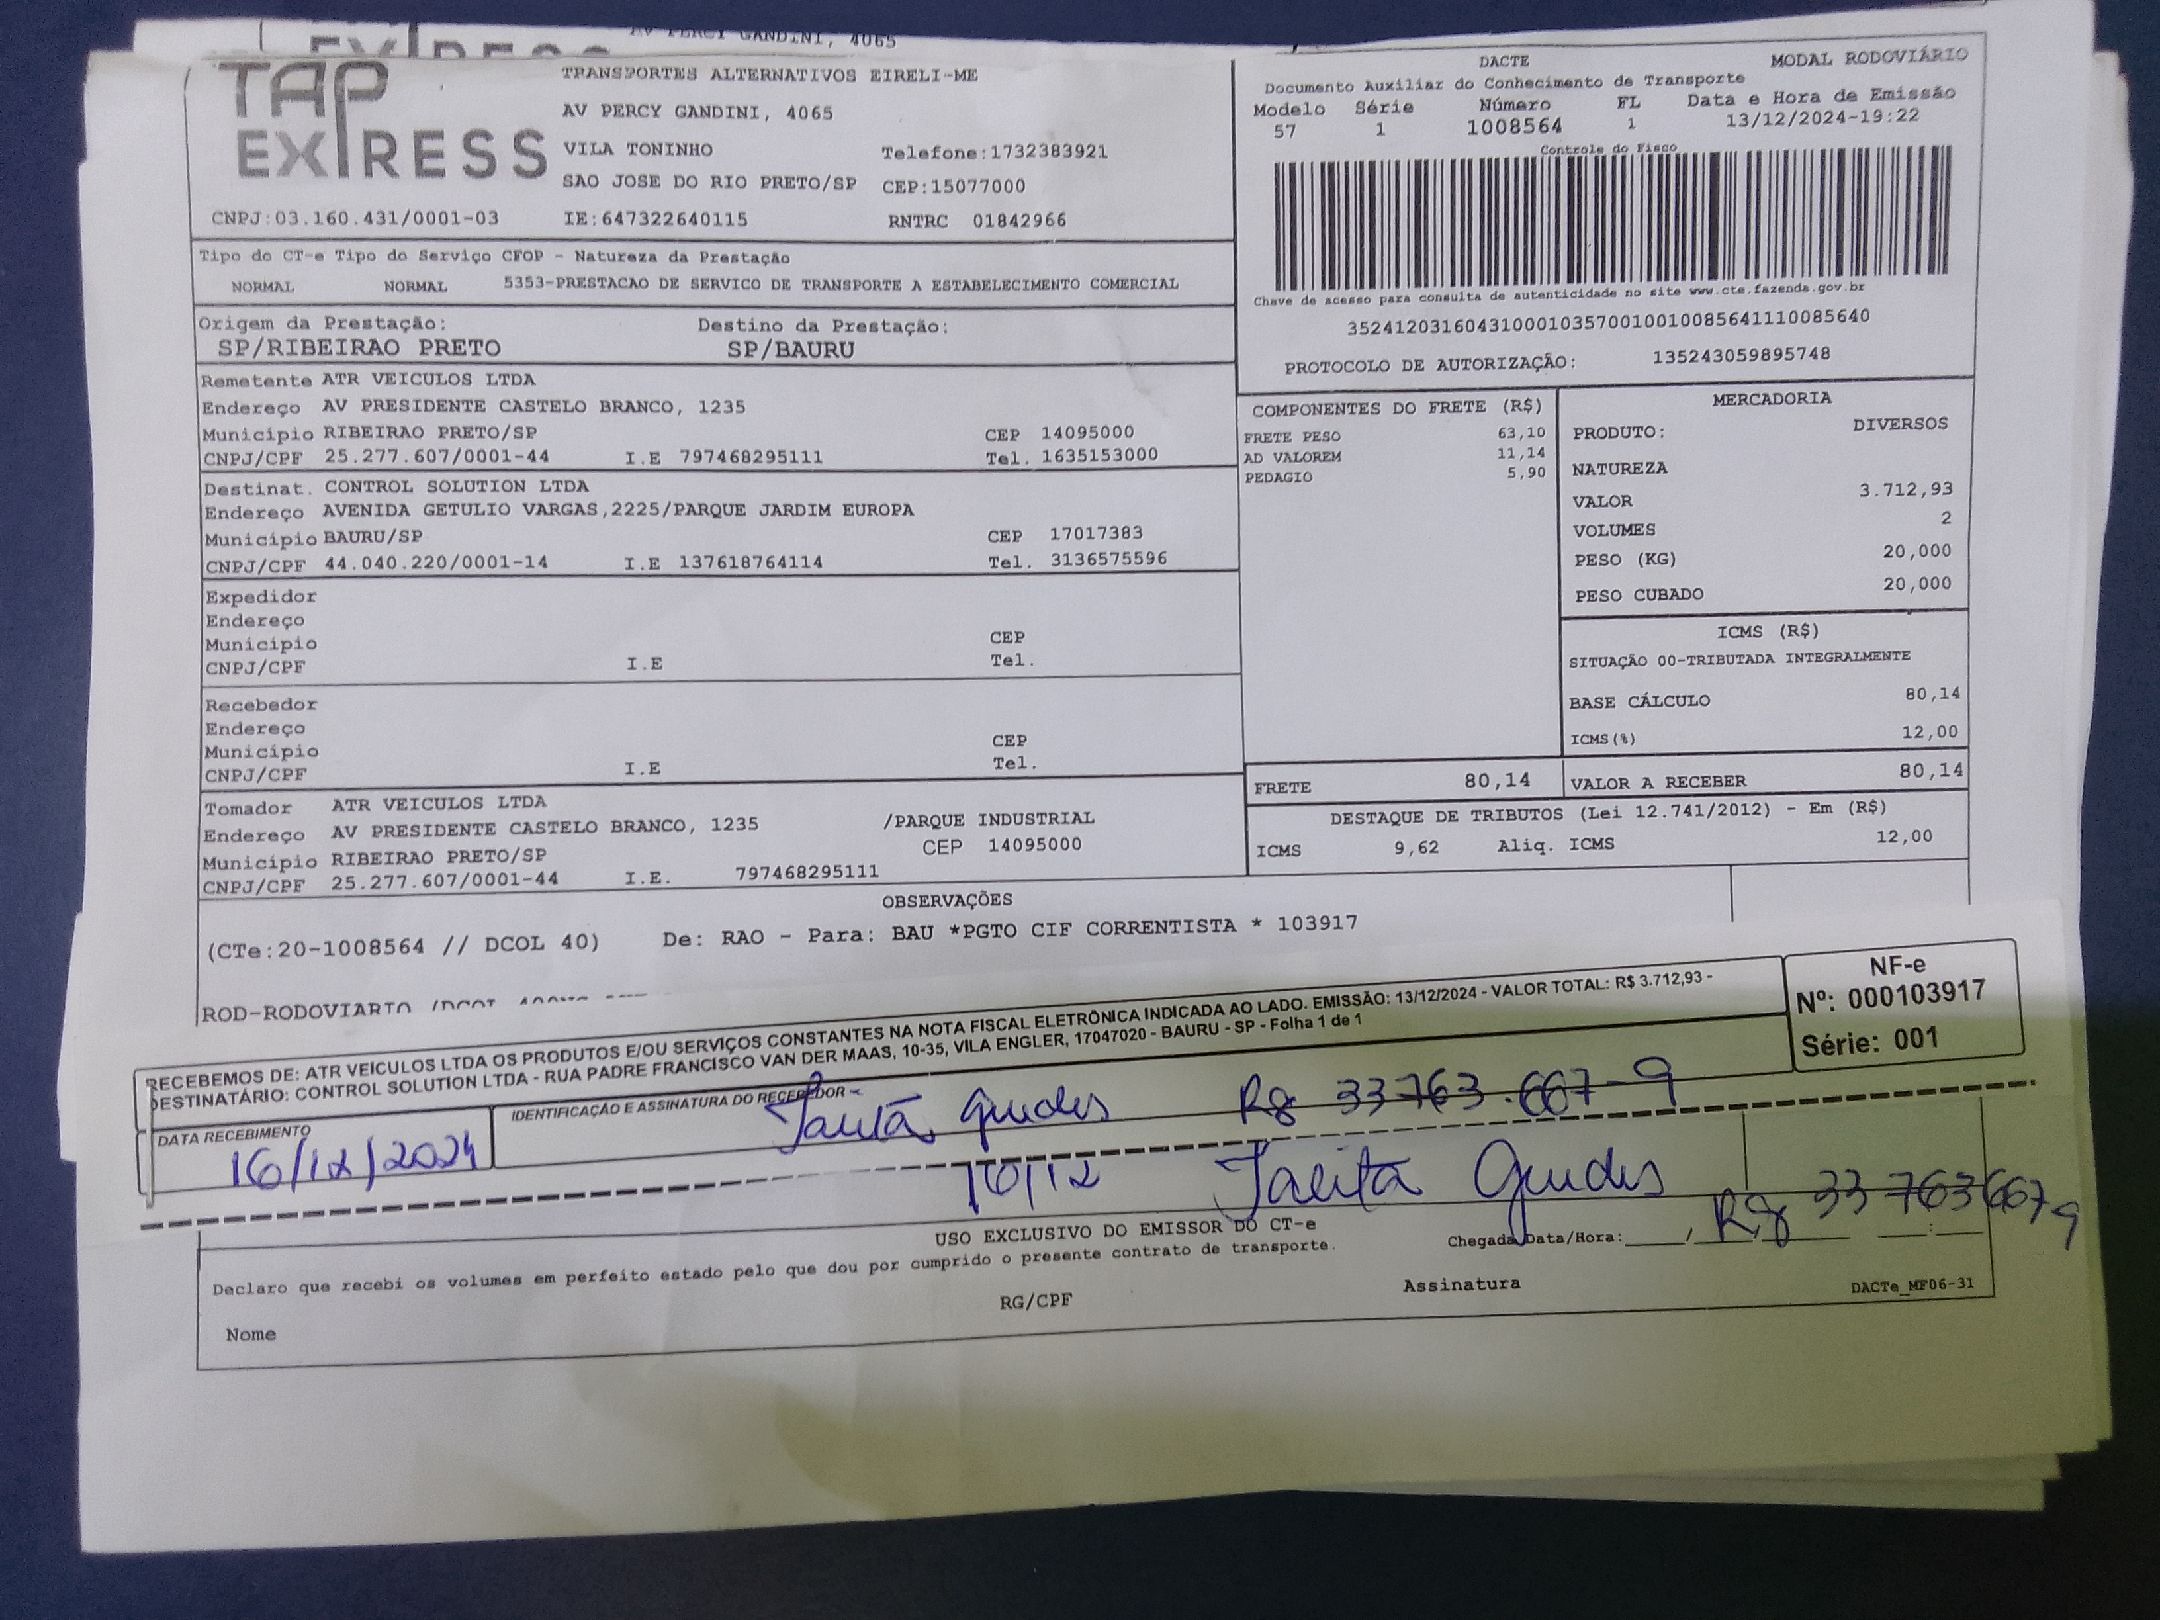 AV PERCY GANDINI, 4065
TAP
EXPRESS
TRANSPORTES ALTERNATIVOS EIRELI-ME
AV PERCY GANDINI, 4065
VILA TONINHO Telefone:1732383921
SAO JOSE DO RIO PRETO/SP CEP:15077000
CNPJ:03.160.431/0001-03 IE:647322640115 RNTRC 01842966
DACTE MODAL RODOVIÁRIO
Documento Auxiliar do Conhecimento de Transporte
Modelo Série Número FL Data e Hora de Emissão
57 1 1008564 1 13/12/2024-19:22
Controle do Fisco
Chave de acesso para consulta de autenticidade no site www.cte.fazenda.gov.br
35241203160431000103570010010085641110085640
PROTOCOLO DE AUTORIZAÇÃO: 135243059895748
Tipo do CT-e Tipo do Serviço CFOP - Natureza da Prestação
NORMAL NORMAL 5353-PRESTACAO DE SERVICO DE TRANSPORTE A ESTABELECIMENTO COMERCIAL
Origem da Prestação: Destino da Prestação:
SP/RIBEIRAO PRETO SP/BAURU
Remetente ATR VEICULOS LTDA
Endereço AV PRESIDENTE CASTELO BRANCO, 1235
Município RIBEIRAO PRETO/SP CEP 14095000
CNPJ/CPF 25.277.607/0001-44 I.E 797468295111 Tel. 1635153000
Destinat. CONTROL SOLUTION LTDA
Endereço AVENIDA GETULIO VARGAS,2225/PARQUE JARDIM EUROPA
Município BAURU/SP CEP 17017383
CNPJ/CPF 44.040.220/0001-14 I.E 137618764114 Tel. 3136575596
Expedidor
Endereço
Município CEP
CNPJ/CPF I.E Tel.
Recebedor
Endereço
Município CEP
CNPJ/CPF I.E Tel.
Tomador ATR VEICULOS LTDA
Endereço AV PRESIDENTE CASTELO BRANCO, 1235 /PARQUE INDUSTRIAL
Município RIBEIRAO PRETO/SP CEP 14095000
CNPJ/CPF 25.277.607/0001-44 I.E. 797468295111
COMPONENTES DO FRETE (R$)
FRETE PESO 63,10
AD VALOREM 11,14
PEDAGIO 5,90
MERCADORIA
PRODUTO: DIVERSOS
NATUREZA
VALOR 3.712,93
VOLUMES 2
PESO (KG) 20,000
PESO CUBADO 20,000
ICMS (R$)
SITUAÇÃO 00-TRIBUTADA INTEGRALMENTE
BASE CÁLCULO 80,14
ICMS(%) 12,00
FRETE 80,14 VALOR A RECEBER 80,14
DESTAQUE DE TRIBUTOS (Lei 12.741/2012) - Em (R$)
ICMS 9,62 Aliq. ICMS 12,00
OBSERVAÇÕES
(CTe:20-1008564 // DCOL 40) De: RAO - Para: BAU *PGTO CIF CORRENTISTA * 103917
ROD-RODOVIARIO
RECEBEMOS DE: ATR VEICULOS LTDA OS PRODUTOS E/OU SERVIÇOS CONSTANTES NA NOTA FISCAL ELETRÔNICA INDICADA AO LADO. EMISSÃO: 13/12/2024 - VALOR TOTAL: R$ 3.712,93 -
DESTINATÁRIO: CONTROL SOLUTION LTDA - RUA PADRE FRANCISCO VAN DER MAAS, 10-35, VILA ENGLER, 17047020 - BAURU - SP - Folha 1 de 1
NF-e
Nº: 000103917
Série: 001
DATA RECEBIMENTO
16/12/2024
IDENTIFICAÇÃO E ASSINATURA DO RECEBEDOR
Talita Guedes Rg 33763.667-9
16/12 Talita Guedes Rg 33 763 667 9
USO EXCLUSIVO DO EMISSOR DO CT-e
Declaro que recebi os volumes em perfeito estado pelo que dou por cumprido o presente contrato de transporte.
Chegada Data/Hora:
Nome RG/CPF Assinatura
DACTe_MF06-31